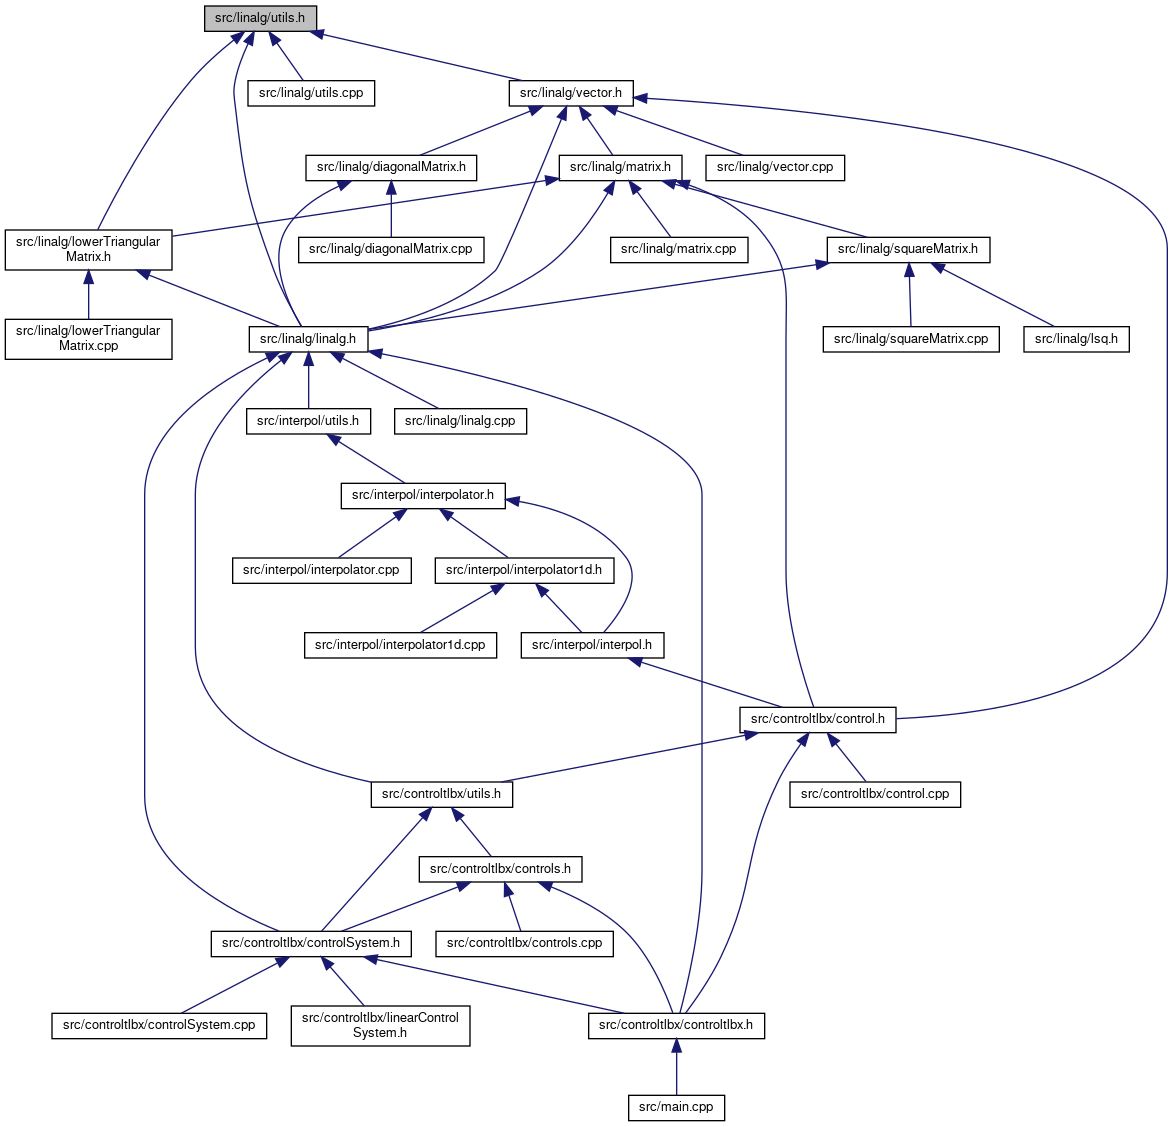 src/linalg/utils.h
src/linalg/utils.cpp
src/linalg/vector.h
src/linalg/diagonalMatrix.h
src/linalg/matrix.h
src/linalg/vector.cpp
src/linalg/lowerTriangular
Matrix.h
src/linalg/diagonalMatrix.cpp
src/linalg/matrix.cpp
src/linalg/squareMatrix.h
src/linalg/lowerTriangular
Matrix.cpp
src/linalg/linalg.h
src/linalg/squareMatrix.cpp
src/linalg/lsq.h
src/interpol/utils.h
src/linalg/linalg.cpp
src/interpol/interpolator.h
src/interpol/interpolator.cpp
src/interpol/interpolator1d.h
src/interpol/interpolator1d.cpp
src/interpol/interpol.h
src/controltlbx/control.h
src/controltlbx/utils.h
src/controltlbx/control.cpp
src/controltlbx/controls.h
src/controltlbx/controlSystem.h
src/controltlbx/controls.cpp
src/controltlbx/controlSystem.cpp
src/controltlbx/linearControl
System.h
src/controltlbx/controltlbx.h
src/main.cpp